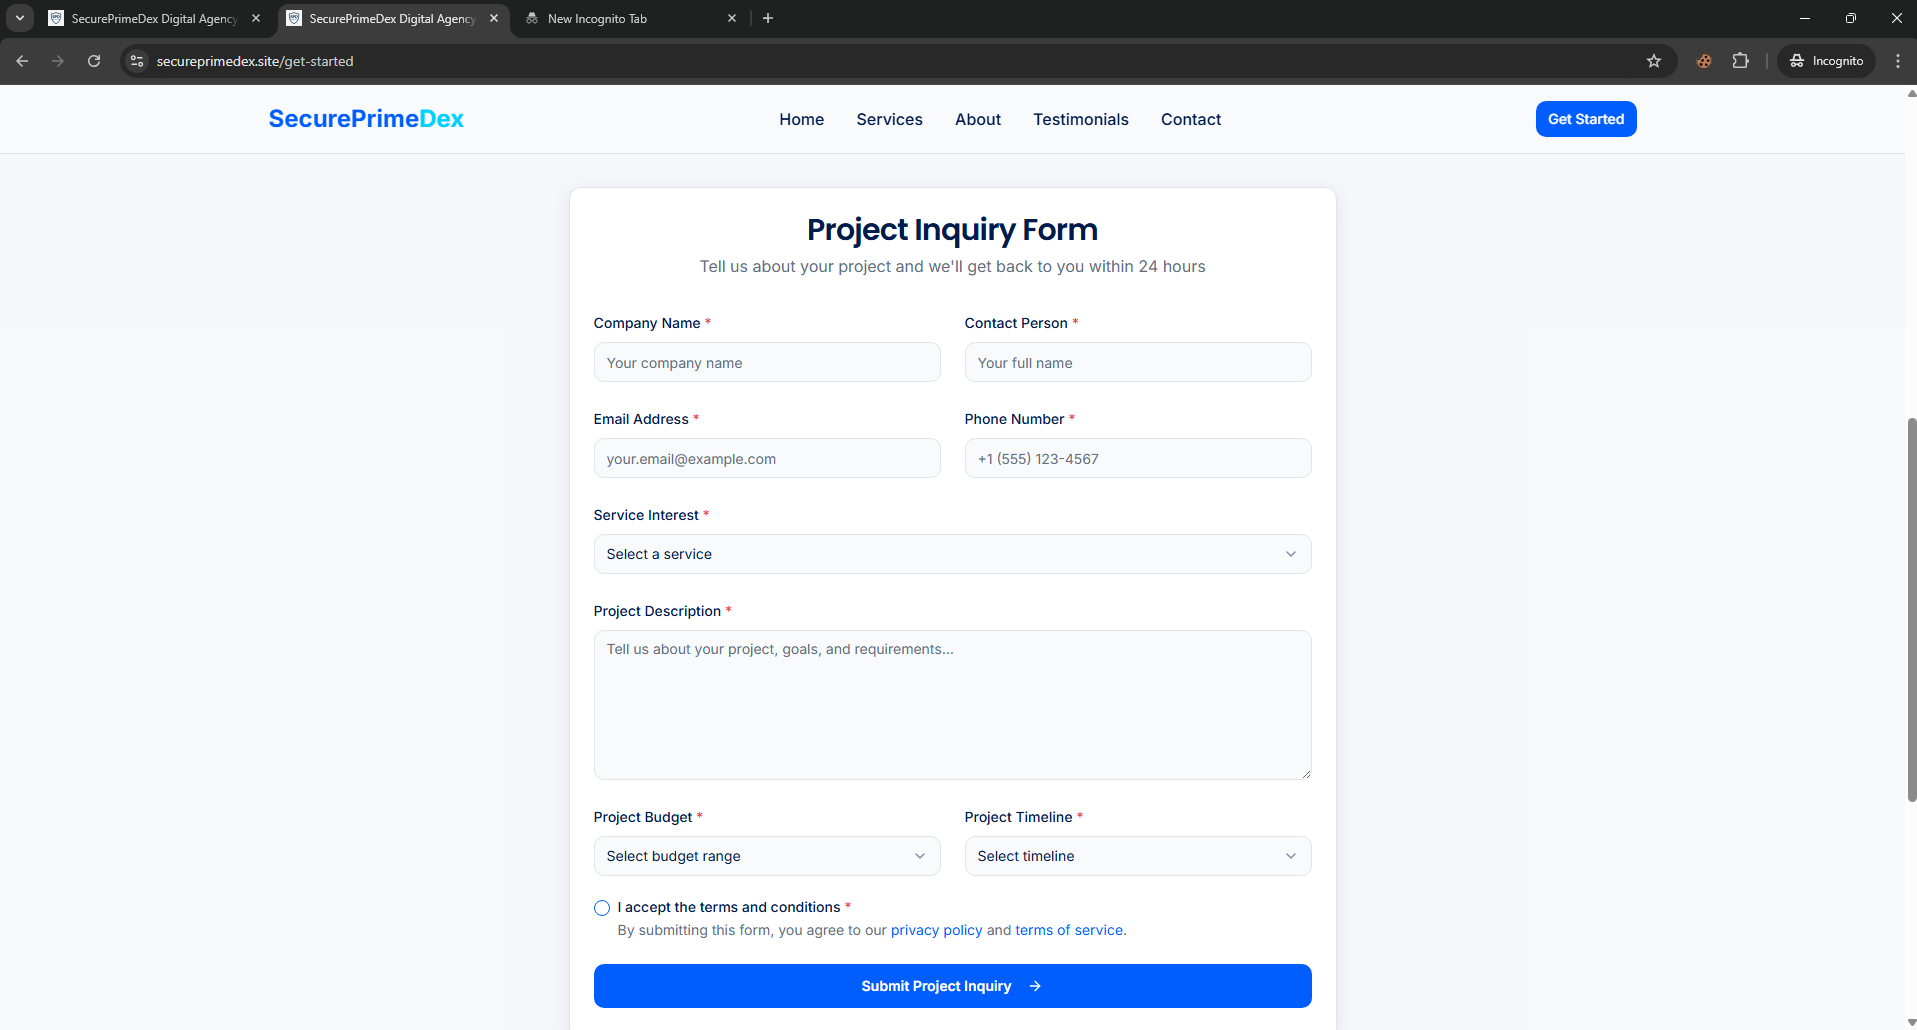 SecurePrimeDex Digital Agency
SecurePrimeDex Digital Agency
New Incognito Tab
secureprimedex.site/get-started
Incognito
SecurePrimeDex
Home
Services
About
Testimonials
Contact
Get Started
Project Inquiry Form
Tell us about your project and we'll get back to you within 24 hours
Company Name *
Contact Person *
Your company name
Your full name
Email Address *
Phone Number *
your.email@example.com
+1 (555) 123-4567
Service Interest *
Select a service
Project Description *
Tell us about your project, goals, and requirements...
Project Budget *
Project Timeline *
Select budget range
Select timeline
I accept the terms and conditions *
By submitting this form, you agree to our privacy policy and terms of service.
Submit Project Inquiry →